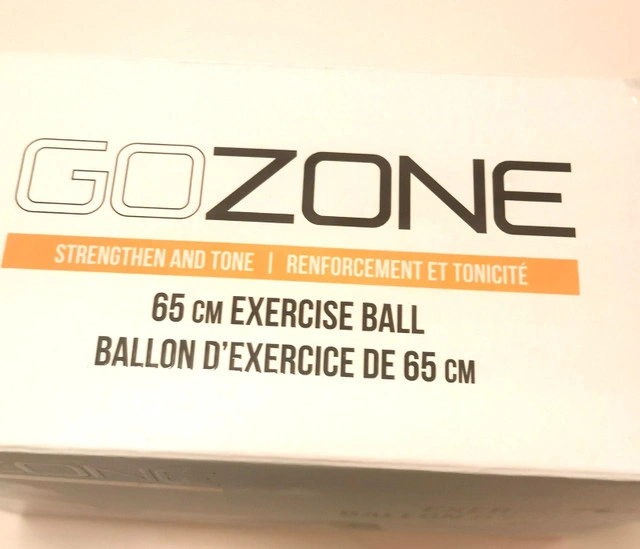 GOZONE
STRENGTHEN AND TONE | RENFORCEMENT ET TONICITÉ
65 CM EXERCISE BALL
BALLON D'EXERCICE DE 65 CM